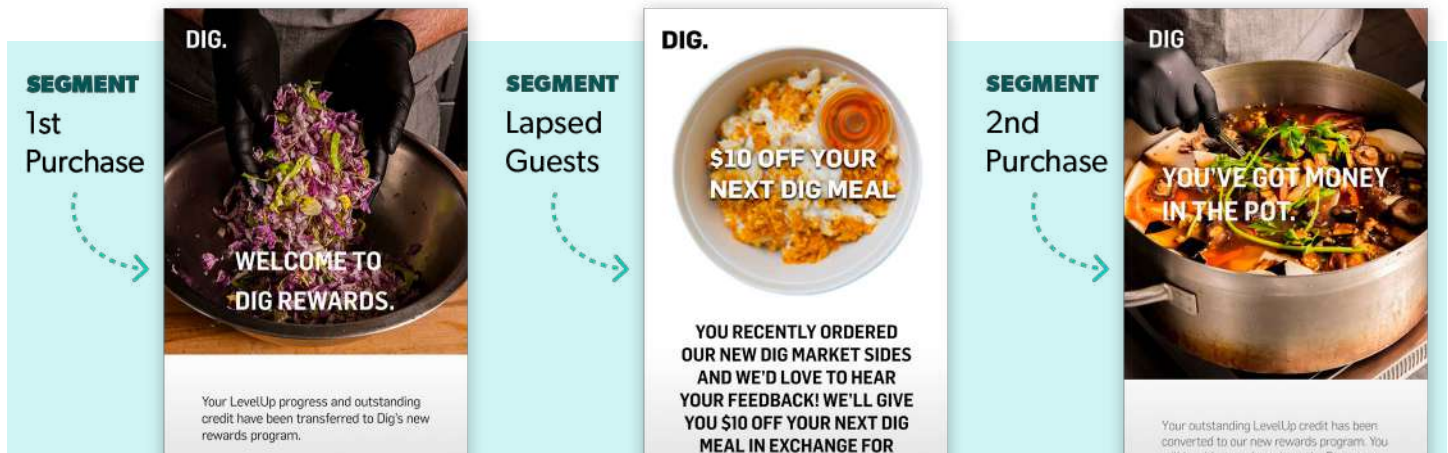 SEGMENT
1st
Purchase
DIG.
WELCOME TO
DIG REWARDS.
Your LevelUp progress and outstanding
credit have been transferred to Dig's new
rewards program.
SEGMENT
Lapsed
Guests
DIG.
$10 OFF YOUR
NEXT DIG MEAL
YOU RECENTLY ORDERED
OUR NEW DIG MARKET SIDES
AND WE'D LOVE TO HEAR
YOUR FEEDBACK! WE'LL GIVE
YOU $10 OFF YOUR NEXT DIG
MEAL IN EXCHANGE FOR
SEGMENT
2nd
Purchase
DIG
YOU'VE GOT MONEY
IN THE POT.
Your outstanding LevelUp credit has been
converted to our new rewards program. You